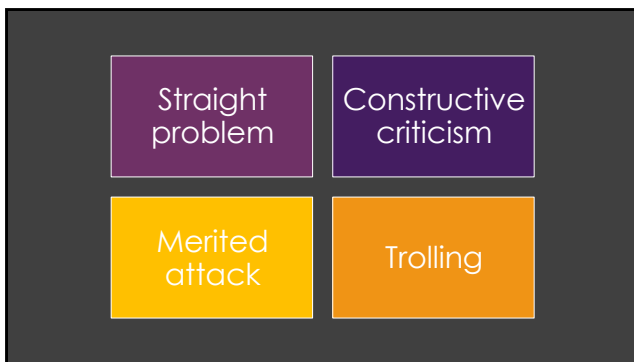 Straight
problem
Constructive
criticism
Merited
attack
Trolling